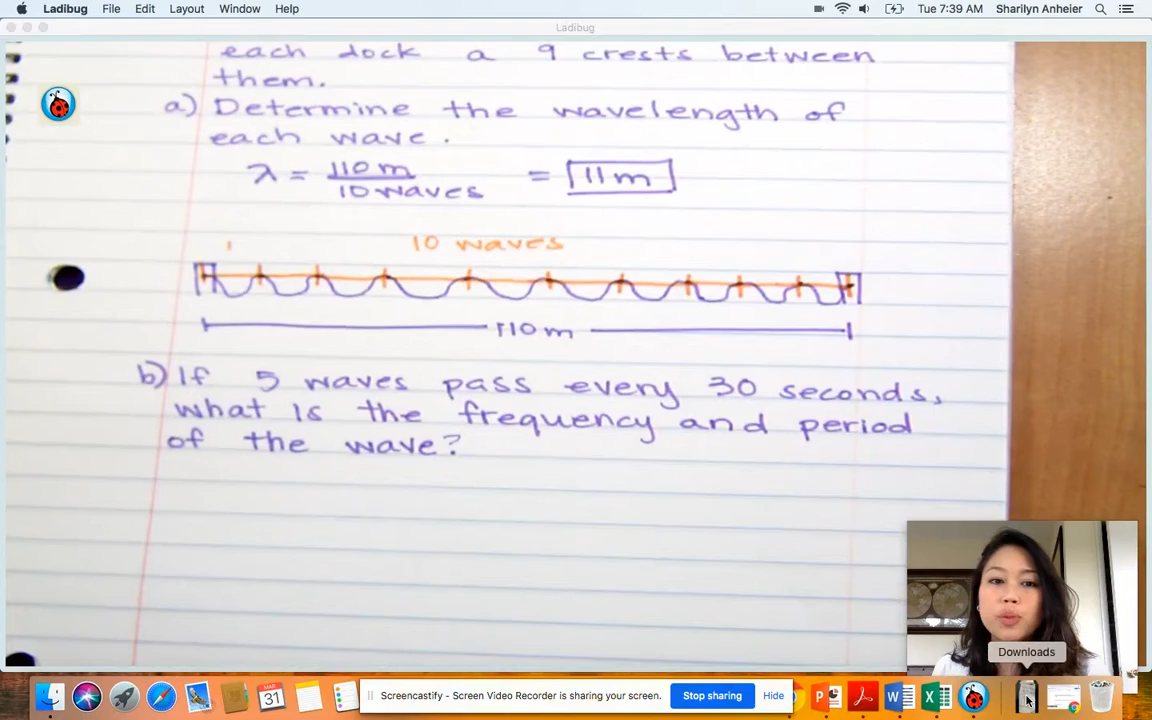 Ladibug File Edit Layout Window Help Tue 7:39 AM Sharilyn Anheier
Ladibug
each dock a 9 crests between
them.
a) Determine the wavelength of
each wave.
λ = 110 m / 10 waves = 11 m
10 waves
110 m
b) If 5 waves pass every 30 seconds,
what is the frequency and period
of the wave?
Downloads
MAR
31
Screencastify - Screen Video Recorder is sharing your screen. Stop sharing Hide
P W X